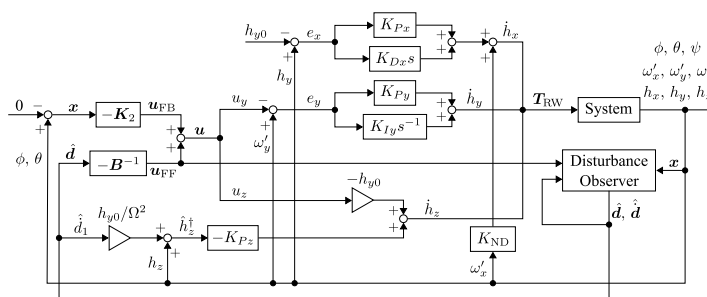 h_{y0}
−
e_x
+
h_y
K_{Px}
K_{Dx}s
+
+
+
+
ḣ_x
ϕ, θ, ψ
ω′_x, ω′_y,
h_x, h_y,
0
−
x
+
ϕ, θ
−K_2
u_{FB}
+
+
u
u_y
−
e_y
+
ω′_y
K_{Py}
K_{Iy}s^{−1}
+
+
ḣ_y
T_{RW}
System
d̂
−B^{−1}
u_{FF}
u_z
−h_{y0}
Disturbance
Observer
x
d̂, d̂̇
d̂̇_1
h_{y0}/Ω^2
+
+
h_z
ĥ_z^†
−K_{Pz}
+
+
ḣ_z
K_{ND}
ω′_x